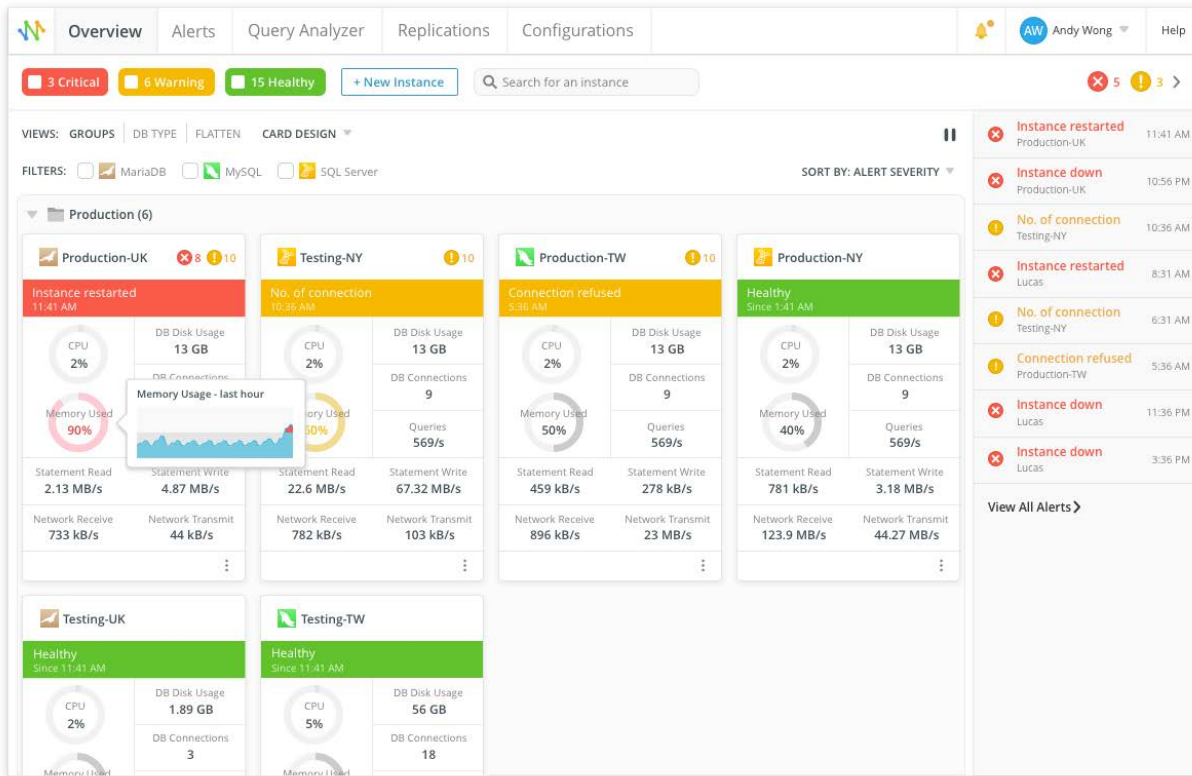 Overview Alerts Query Analyzer Replications Configurations AW Andy Wong Help
3 Critical 6 Warning 15 Healthy + New Instance Search for an instance 5 3
VIEWS: GROUPS DB TYPE FLATTEN CARD DESIGN
FILTERS: MariaDB MySQL SQL Server SORT BY: ALERT SEVERITY
Production (6)
Production-UK 8 10
Instance restarted
11:41 AM
CPU
2%
DB Disk Usage
13 GB
DB Connections
Memory Used
90%
Memory Usage - last hour
Statement Read
2.13 MB/s
Statement Write
4.87 MB/s
Network Receive
733 kB/s
Network Transmit
44 kB/s
Testing-NY 10
No. of connection
10:36 AM
CPU
2%
DB Disk Usage
13 GB
DB Connections
9
Used
Queries
569/s
Statement Read
22.6 MB/s
Statement Write
67.32 MB/s
Network Receive
782 kB/s
Network Transmit
103 kB/s
Production-TW 10
Connection refused
5:36 AM
CPU
2%
DB Disk Usage
13 GB
DB Connections
9
Memory Used
50%
Queries
569/s
Statement Read
459 kB/s
Statement Write
278 kB/s
Network Receive
896 kB/s
Network Transmit
23 MB/s
Production-NY
Healthy
Since 1:41 AM
CPU
2%
DB Disk Usage
13 GB
DB Connections
9
Memory Used
40%
Queries
569/s
Statement Read
781 kB/s
Statement Write
3.18 MB/s
Network Receive
123.9 MB/s
Network Transmit
44.27 MB/s
Testing-UK
Healthy
Since 11:41 AM
CPU
2%
DB Disk Usage
1.89 GB
DB Connections
3
Memory Used
Testing-TW
Healthy
Since 11:41 AM
CPU
5%
DB Disk Usage
56 GB
DB Connections
18
Memory Used
Instance restarted
Production-UK
11:41 AM
Instance down
Production-UK
10:56 PM
No. of connection
Testing-NY
10:36 AM
Instance restarted
Lucas
8:31 AM
No. of connection
Testing-NY
6:31 AM
Connection refused
Production-TW
5:36 AM
Instance down
Lucas
11:36 PM
Instance down
Lucas
3:36 PM
View All Alerts